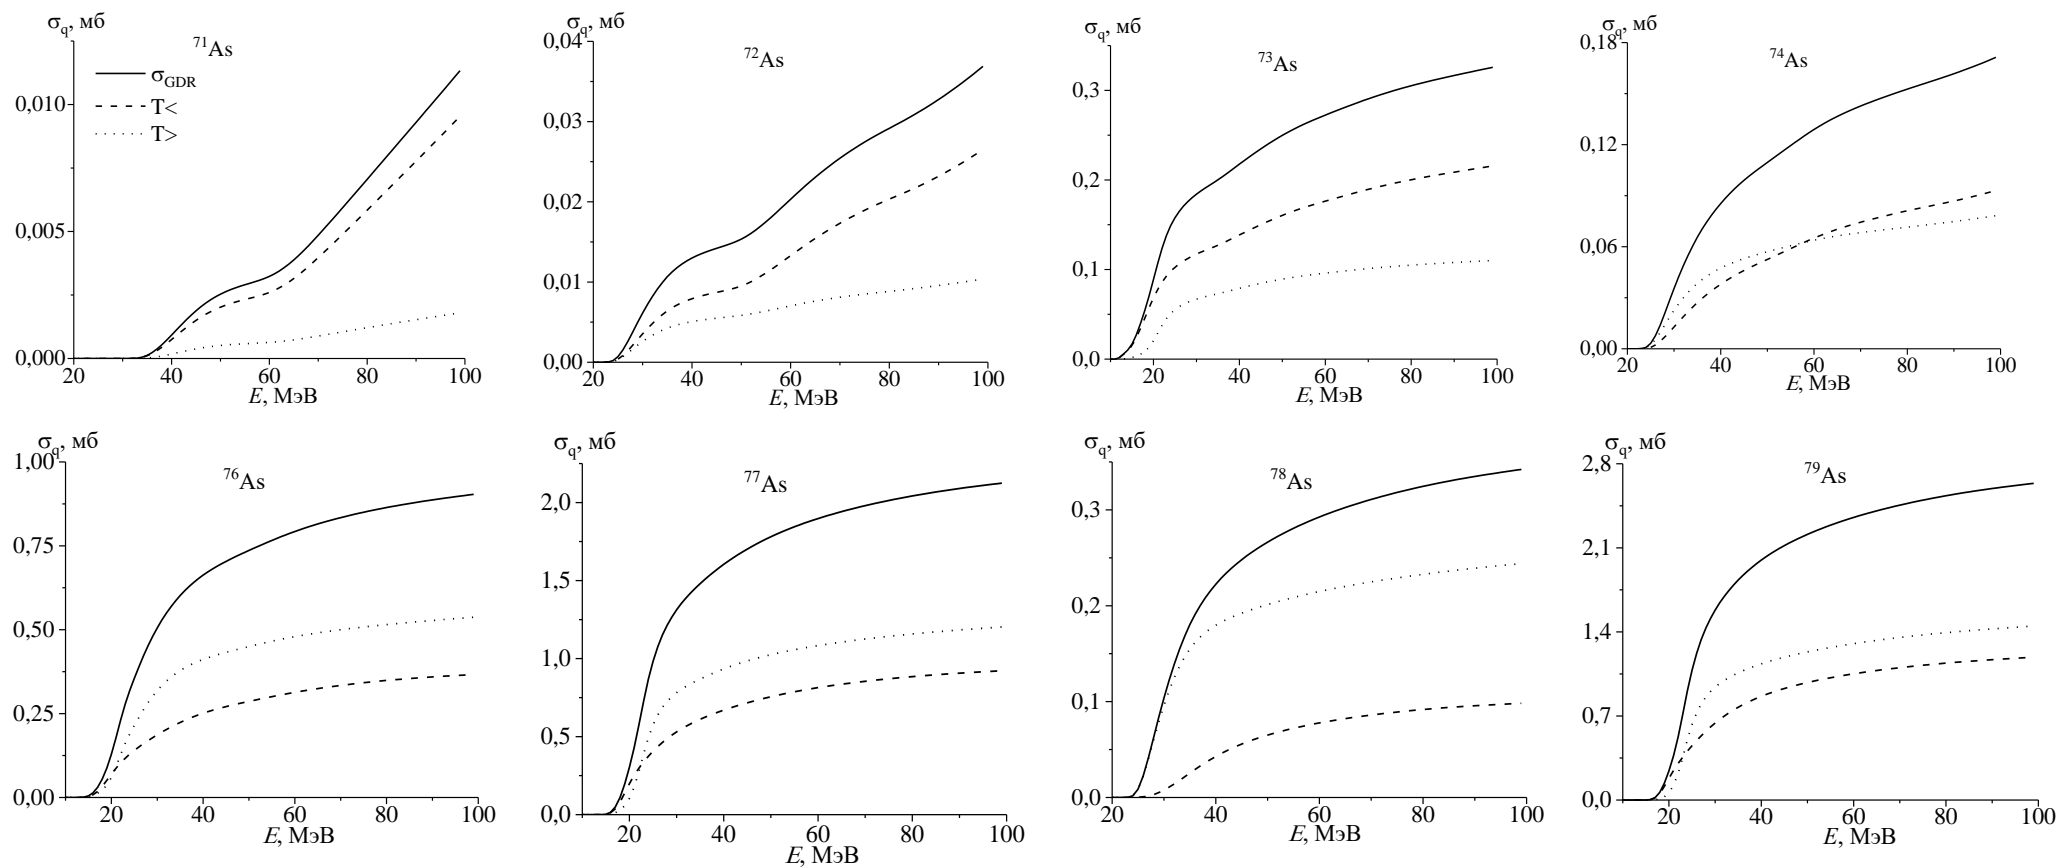 σq, мб
71As
0,010
0,005
0,000
σGDR
T<
T>
20 40 60 80 100
E, МэВ
σq, мб
72As
0,04
0,03
0,02
0,01
0,00
20 40 60 80 100
E, МэВ
σq, мб
73As
0,3
0,2
0,1
0,0
20 40 60 80 100
E, МэВ
σq, мб
74As
0,18
0,12
0,06
0,00
20 40 60 80 100
E, МэВ
σq, мб
76As
1,00
0,75
0,50
0,25
0,00
20 40 60 80 100
E, МэВ
σq, мб
77As
2,0
1,5
1,0
0,5
0,0
20 40 60 80 100
E, МэВ
σq, мб
78As
0,3
0,2
0,1
0,0
20 40 60 80 100
E, МэВ
σq, мб
79As
2,8
2,1
1,4
0,7
0,0
20 40 60 80 100
E, МэВ